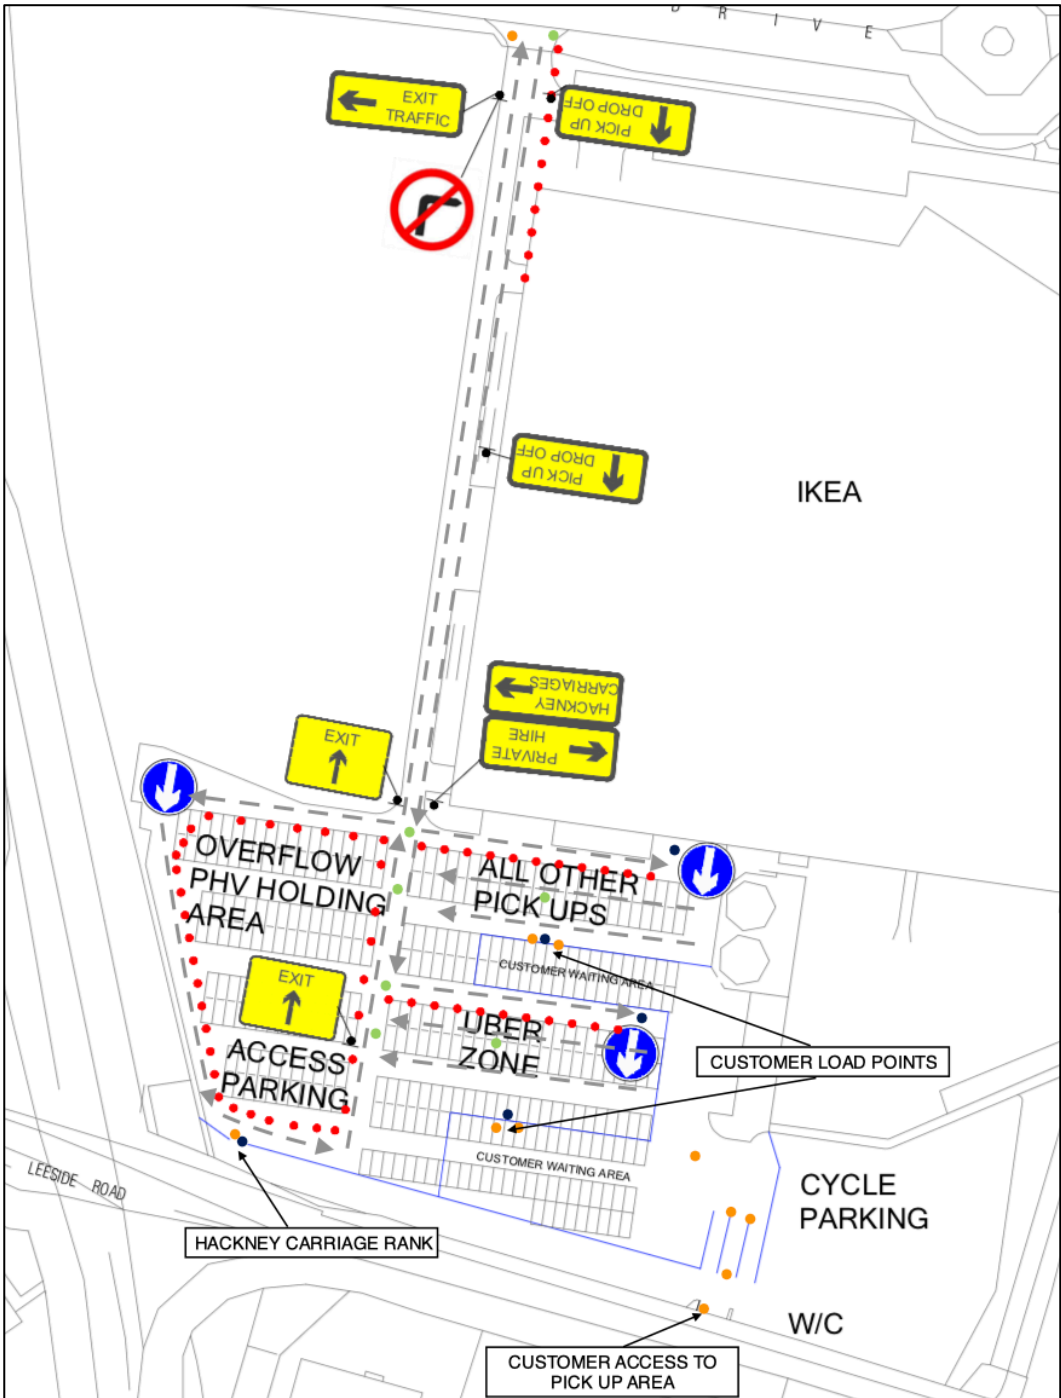 D R I V E
EXIT
TRAFFIC
PICK UP
DROP OFF
PICK UP
DROP OFF
IKEA
HACKNEY
CARRIAGES
PRIVATE
HIRE
EXIT
OVERFLOW
PHV HOLDING
AREA
ALL OTHER
PICK UPS
CUSTOMER WAITING AREA
EXIT
UBER
ZONE
ACCESS
PARKING
CUSTOMER LOAD POINTS
CUSTOMER WAITING AREA
LEESIDE ROAD
CYCLE
PARKING
HACKNEY CARRIAGE RANK
W/C
CUSTOMER ACCESS TO
PICK UP AREA